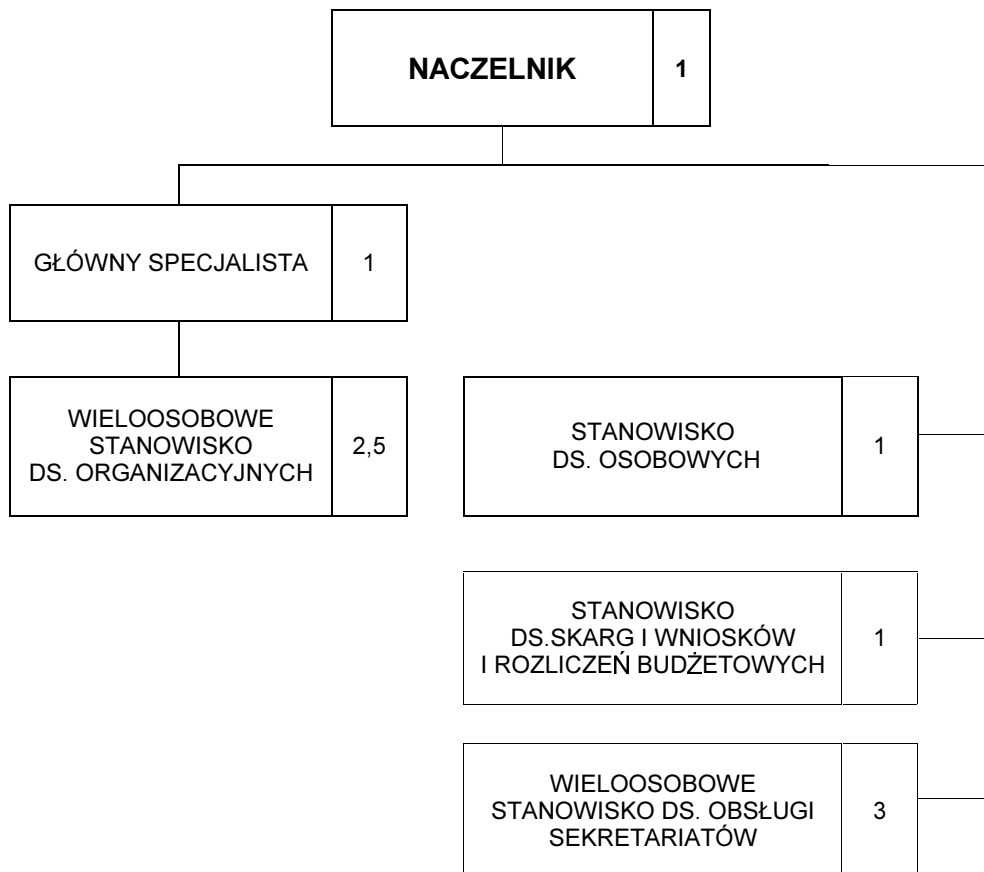 NACZELNIK 1
GŁÓWNY SPECJALISTA 1
WIELOOSOBOWE
STANOWISKO
DS. ORGANIZACYJNYCH
2,5
STANOWISKO
DS. OSOBOWYCH
1
STANOWISKO
DS.SKARG I WNIOSKÓW
I ROZLICZEŃ BUDŻETOWYCH
1
WIELOOSOBOWE
STANOWISKO DS. OBSŁUGI
SEKRETARIATÓW
3